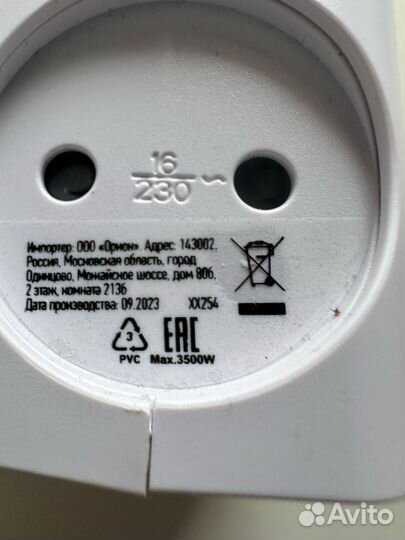 16
230 ~
Импортер: ООО «Орион». Адрес: 143002,
Россия, Московская область, город
Одинцово, Можайское шоссе, дом 80б,
2 этаж, комната 2136
Дата производства: 09.2023 XX254
3
PVC
EAC
Max.3500W
Avito